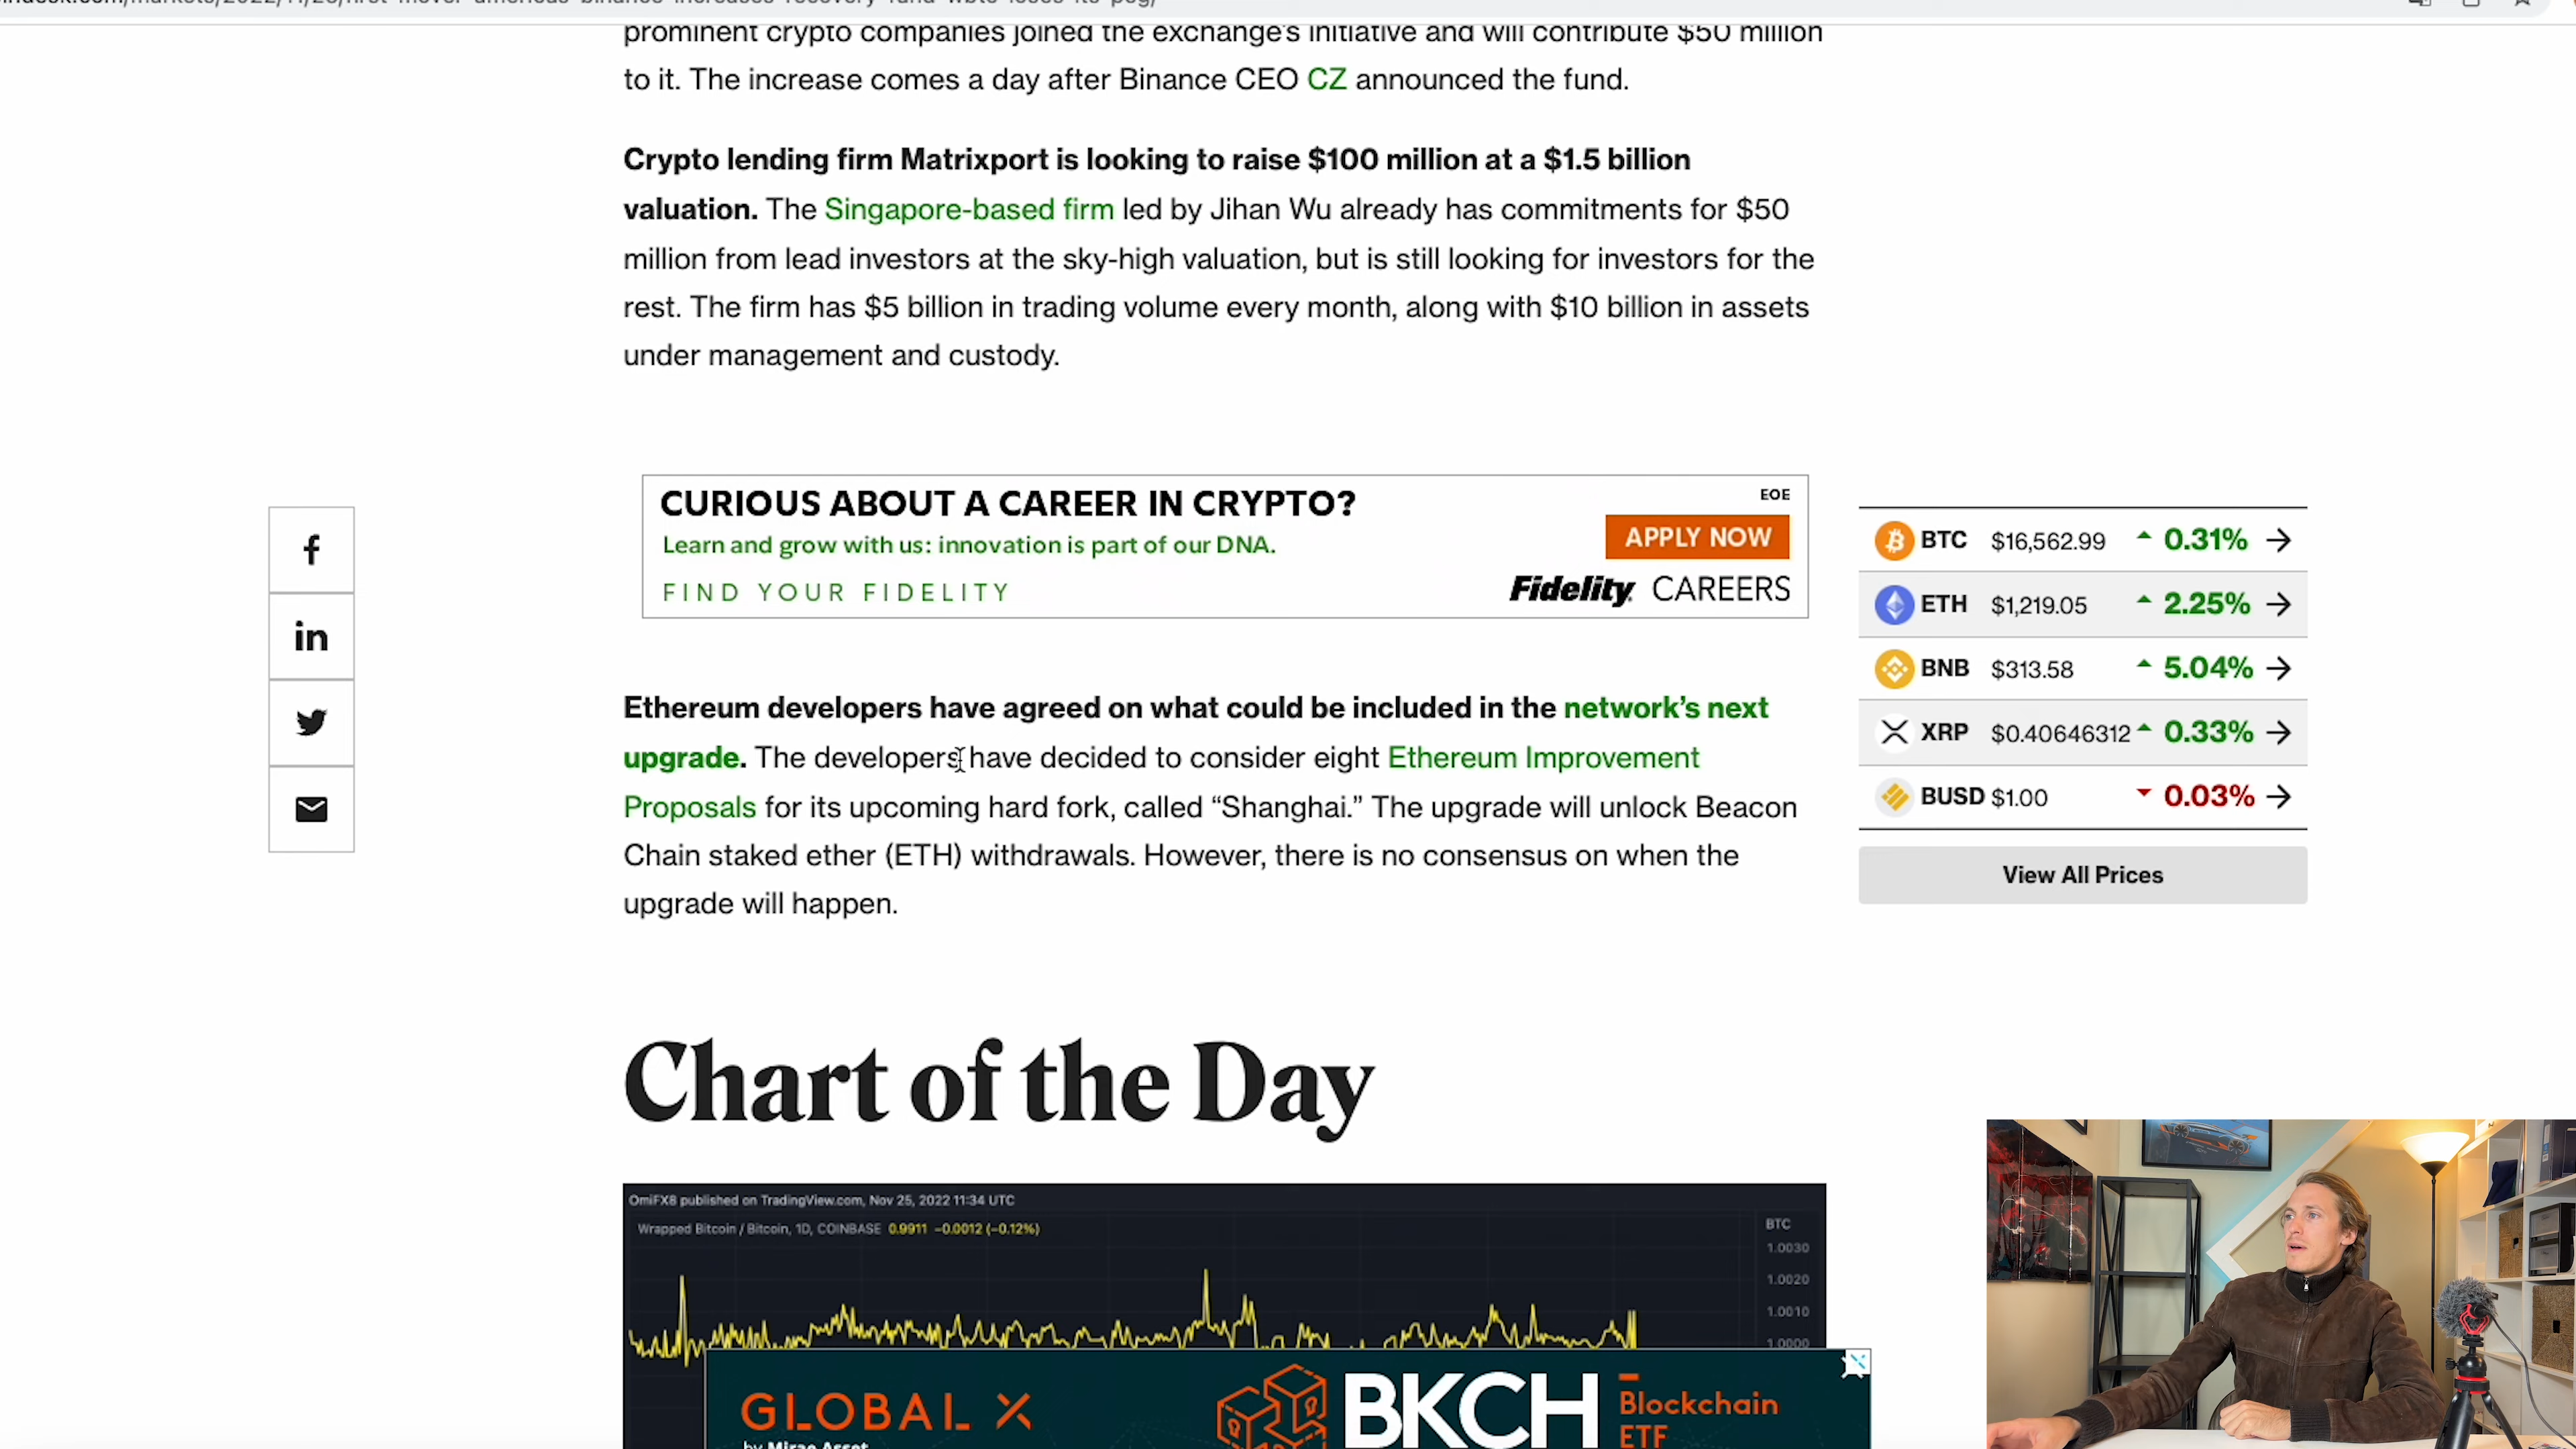 prominent crypto companies joined the exchange's initiative and will contribute $50 million
to it. The increase comes a day after Binance CEO CZ announced the fund.
Crypto lending firm Matrixport is looking to raise $100 million at a $1.5 billion
valuation. The Singapore-based firm led by Jihan Wu already has commitments for $50
million from lead investors at the sky-high valuation, but is still looking for investors for the
rest. The firm has $5 billion in trading volume every month, along with $10 billion in assets
under management and custody.
CURIOUS ABOUT A CAREER IN CRYPTO?
Learn and grow with us: innovation is part of our DNA.
FIND YOUR FIDELITY
EOE
APPLY NOW
Fidelity CAREERS
f
in
BTC $16,562.99 0.31%
ETH $1,219.05 2.25%
BNB $313.58 5.04%
XRP $0.40646312 0.33%
BUSD $1.00 0.03%
View All Prices
Ethereum developers have agreed on what could be included in the network's next
upgrade. The developers have decided to consider eight Ethereum Improvement
Proposals for its upcoming hard fork, called “Shanghai.” The upgrade will unlock Beacon
Chain staked ether (ETH) withdrawals. However, there is no consensus on when the
upgrade will happen.
Chart of the Day
OmiFX8 published on TradingView.com, Nov 25, 2022 11:34 UTC
Wrapped Bitcoin / Bitcoin, 1D, COINBASE 0.9911 −0.0012 (−0.12%)
BTC
1.0030
1.0020
1.0010
1.0000
GLOBAL X
by Mirae Asset
BKCH
Blockchain
ETF